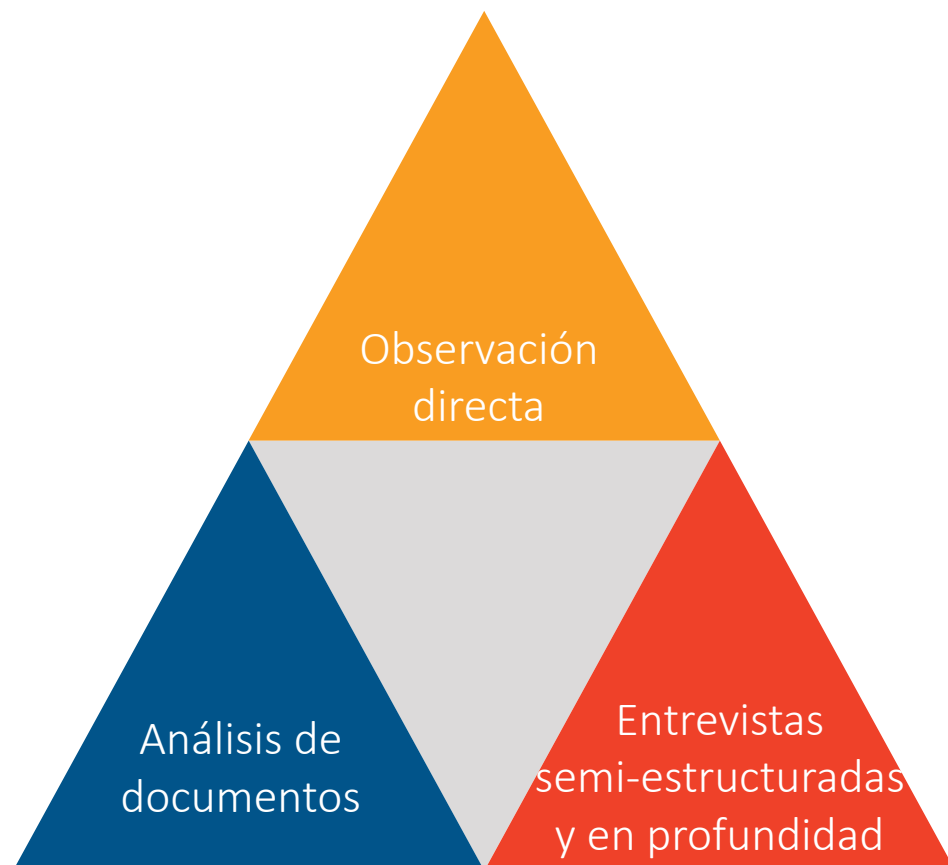 Observación
directa
Análisis de
documentos
Entrevistas
semi-estructuradas
y en profundidad